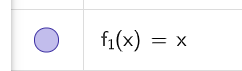 f₁(x) = x